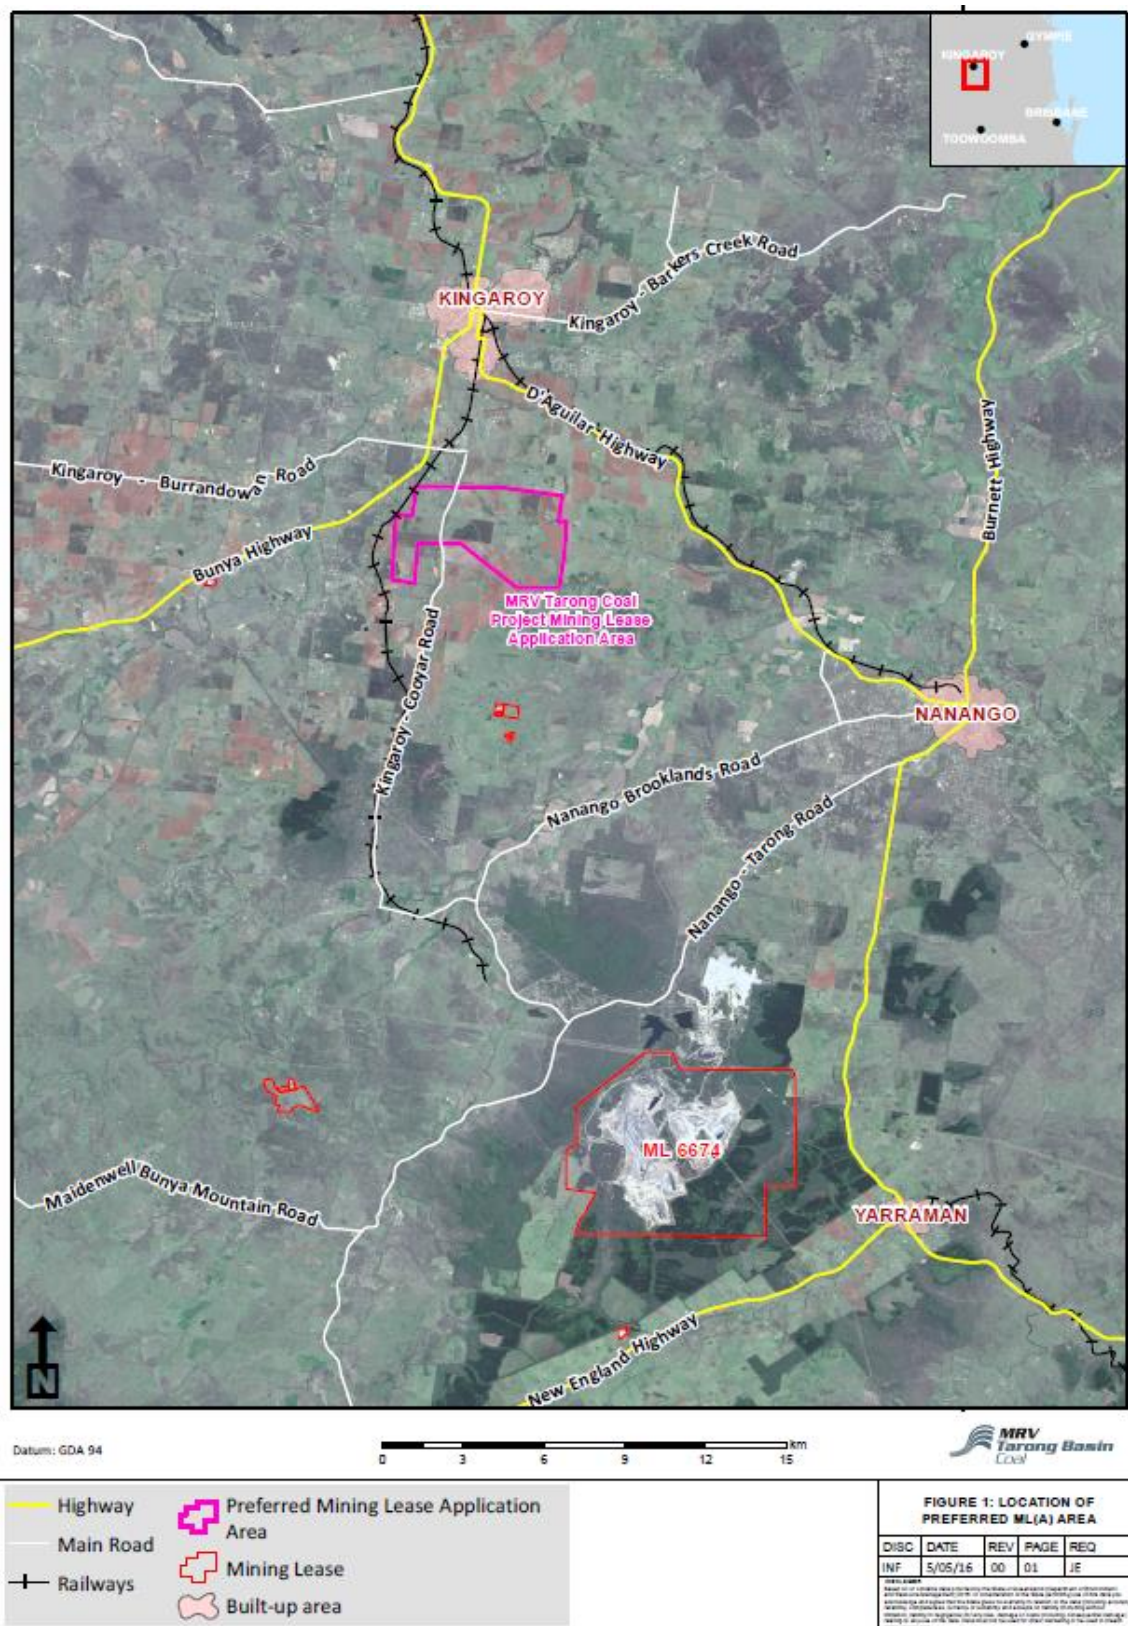 GYMPIE
KINGAROY
BRISBANE
TOOWOOMBA
Kingaroy - Barkers Creek Road
KINGAROY
D'Aguilar Highway
Burnett Highway
Kingaroy - Burrandowan Road
Bunya Highway
MRV Tarong Coal
Project Mining Lease
Application Area
Kingaroy - Cooyar Road
NANANGO
Nanango Brooklands Road
Nanango - Tarong Road
ML 6674
Maidenwell Bunya Mountain Road
YARRAMAN
New England Highway
N
Datum: GDA 94
km
0 3 6 9 12 15
MRV
Tarong Basin
Coal
Highway
Main Road
Railways
Preferred Mining Lease Application
Area
Mining Lease
Built-up area
FIGURE 1: LOCATION OF
PREFERRED ML(A) AREA
DISC DATE REV PAGE REQ
INF 5/05/16 00 01 JE